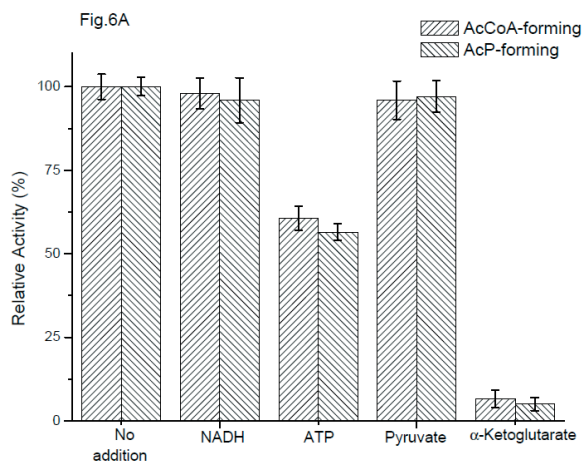 Fig.6A
AcCoA-forming
AcP-forming
Relative Activity (%)
100
75
50
25
0
No
addition
NADH
ATP
Pyruvate
α-Ketoglutarate